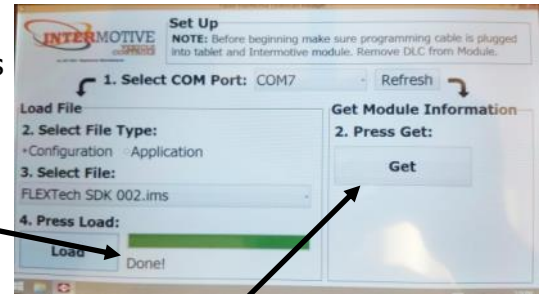 s
INTERMOTIVE
Set Up
NOTE: Before beginning make sure programming cable is plugged
into tablet and Intermotive module. Remove DLC from Module.
1. Select COM Port: COM7 Refresh
Load File
2. Select File Type:
Configuration Application
3. Select File:
FLEXTech SDK 002.ims
4. Press Load:
Load
Done!
Get Module Information
2. Press Get:
Get